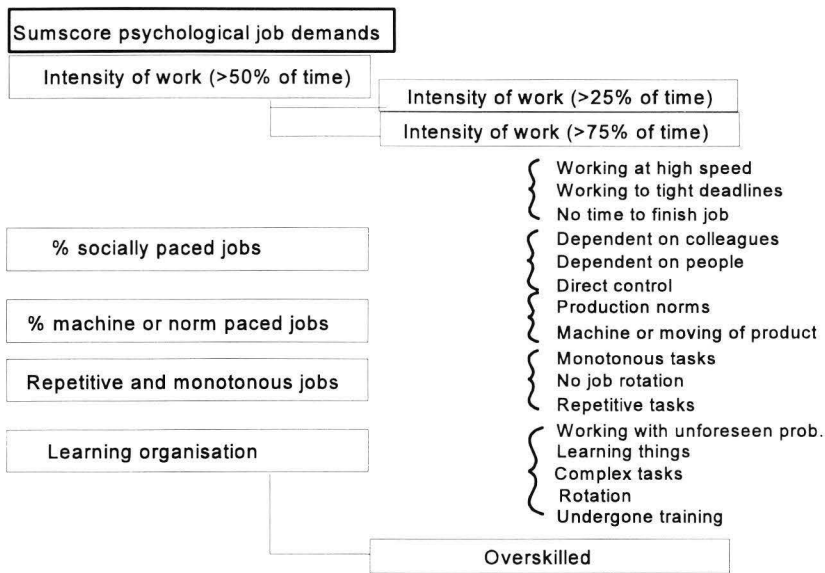 Sumscore psychological job demands
Intensity of work (>50% of time)
Intensity of work (>25% of time)
Intensity of work (>75% of time)
Working at high speed
Working to tight deadlines
No time to finish job
% socially paced jobs
Dependent on colleagues
Dependent on people
Direct control
% machine or norm paced jobs
Production norms
Machine or moving of product
Repetitive and monotonous jobs
Monotonous tasks
No job rotation
Repetitive tasks
Learning organisation
Working with unforeseen prob.
Learning things
Complex tasks
Rotation
Undergone training
Overskilled